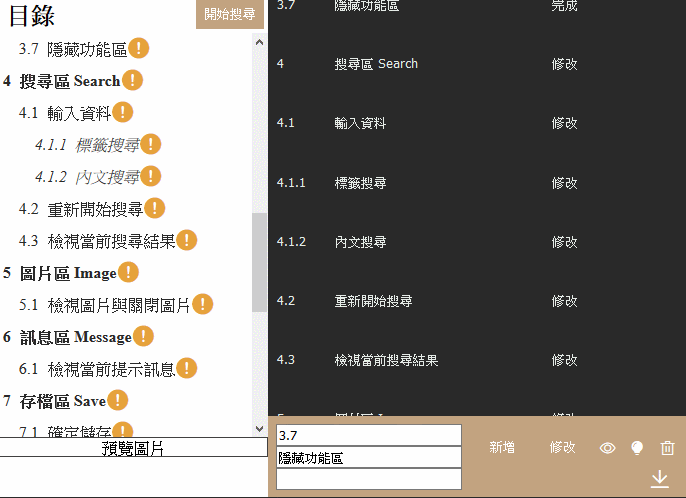 目錄
開始搜尋
3.7 隱藏功能區
4 搜尋區 Search
4.1 輸入資料
4.1.1 標籤搜尋
4.1.2 內文搜尋
4.2 重新開始搜尋
4.3 檢視當前搜尋結果
5 圖片區 Image
5.1 檢視圖片與關閉圖片
6 訊息區 Message
6.1 檢視當前提示訊息
7 存檔區 Save
7.1 確定儲存
預覽圖片
3.7 隱藏功能區 完成
4 搜尋區 Search 修改
4.1 輸入資料 修改
4.1.1 標籤搜尋 修改
4.1.2 內文搜尋 修改
4.2 重新開始搜尋 修改
4.3 檢視當前搜尋結果 修改
3.7
隱藏功能區
新增 修改